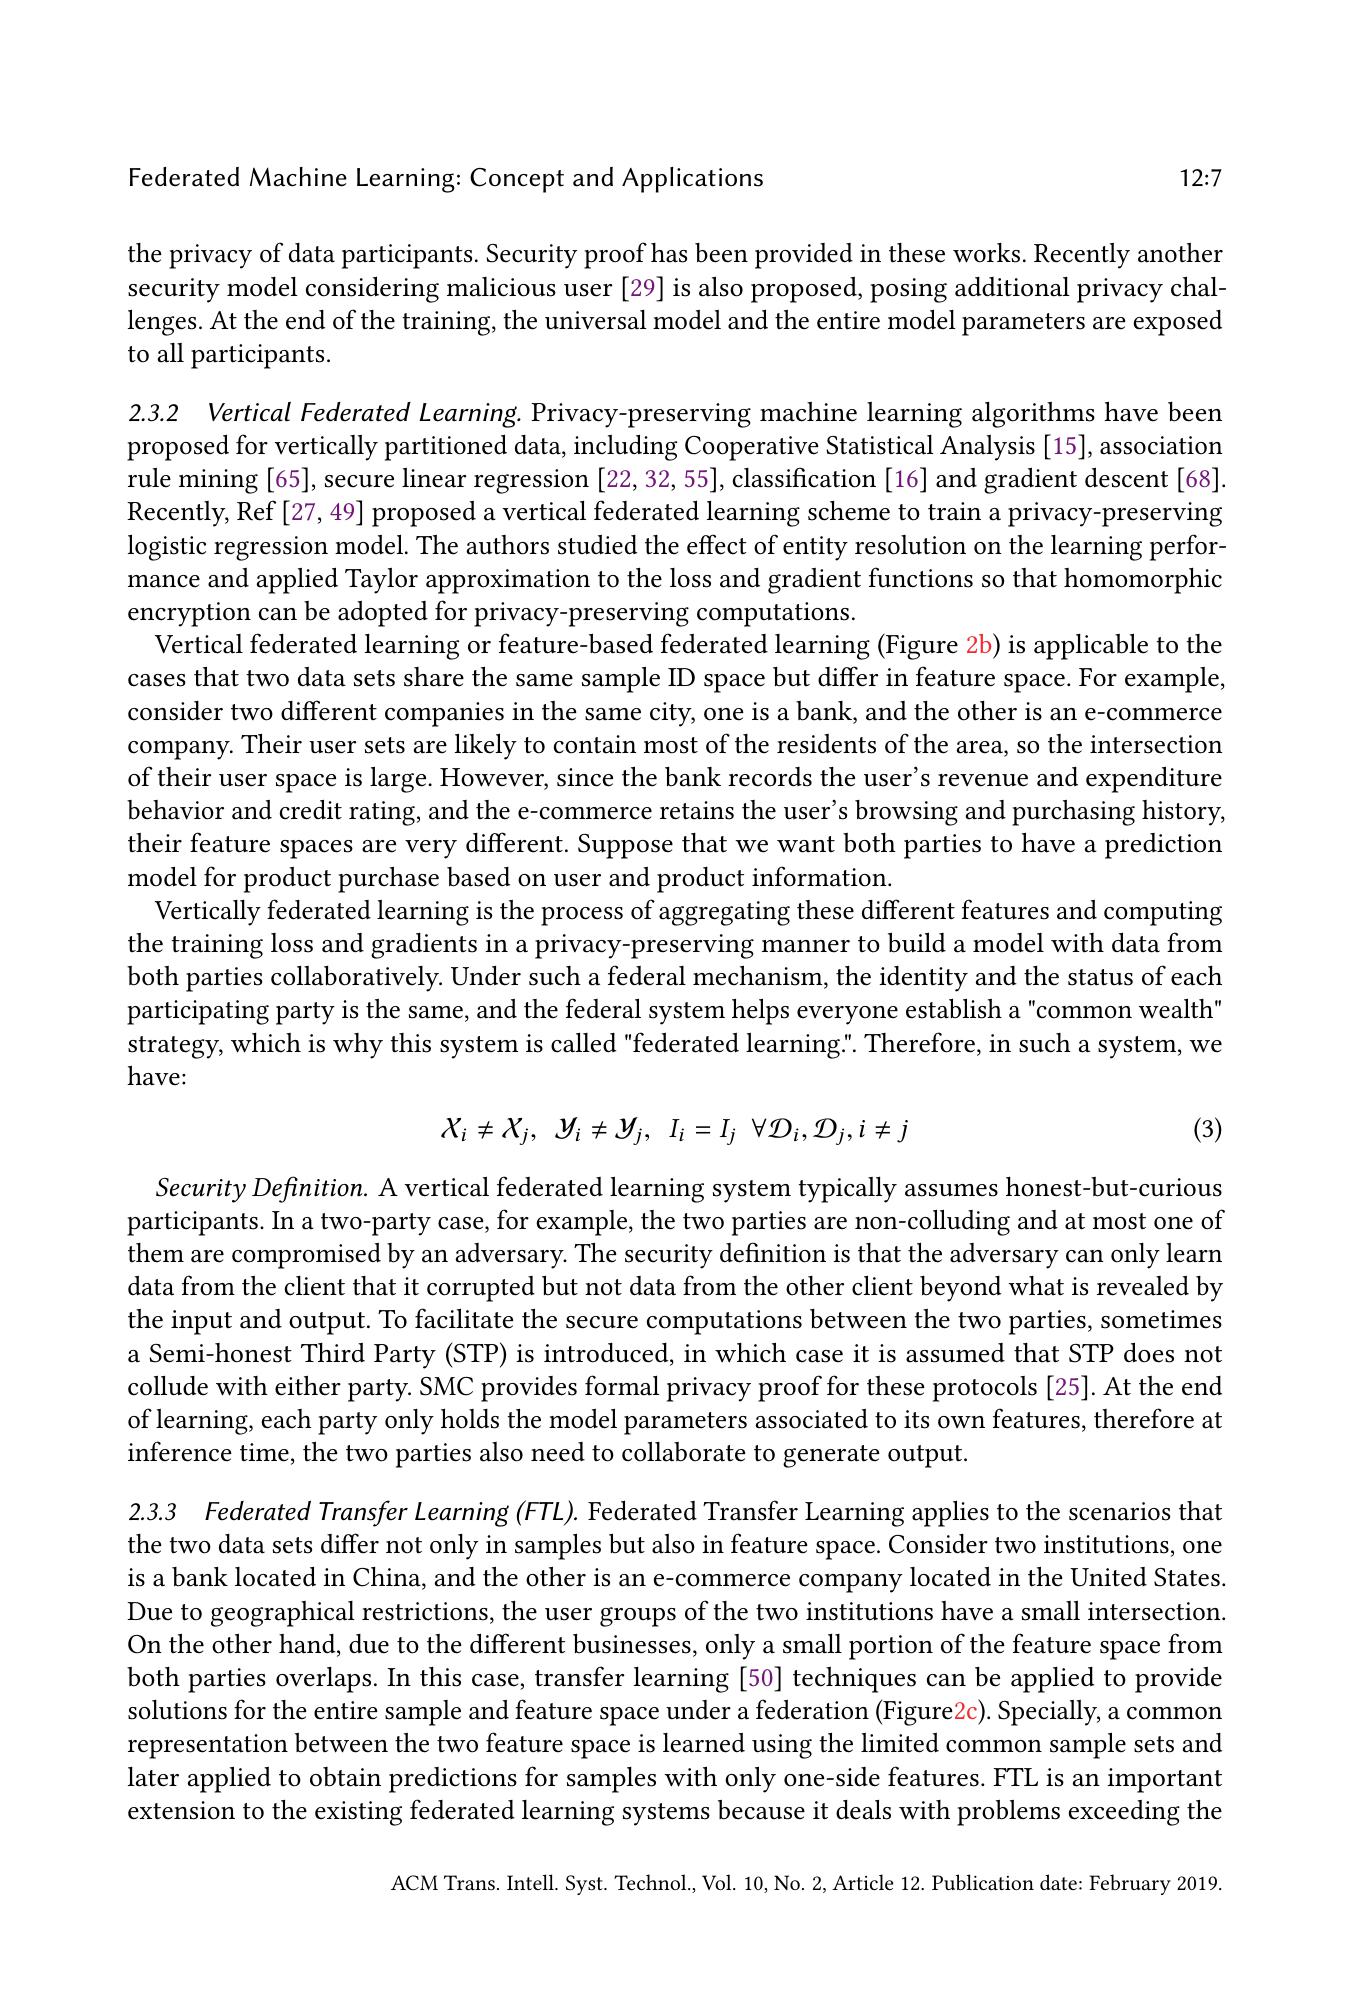 Federated Machine Learning: Concept and Applications 12:7
the privacy of data participants. Security proof has been provided in these works. Recently another
security model considering malicious user [29] is also proposed, posing additional privacy chal-
lenges. At the end of the training, the universal model and the entire model parameters are exposed
to all participants.
2.3.2 Vertical Federated Learning. Privacy-preserving machine learning algorithms have been
proposed for vertically partitioned data, including Cooperative Statistical Analysis [15], association
rule mining [65], secure linear regression [22, 32, 55], classification [16] and gradient descent [68].
Recently, Ref [27, 49] proposed a vertical federated learning scheme to train a privacy-preserving
logistic regression model. The authors studied the effect of entity resolution on the learning perfor-
mance and applied Taylor approximation to the loss and gradient functions so that homomorphic
encryption can be adopted for privacy-preserving computations.
Vertical federated learning or feature-based federated learning (Figure 2b) is applicable to the
cases that two data sets share the same sample ID space but differ in feature space. For example,
consider two different companies in the same city, one is a bank, and the other is an e-commerce
company. Their user sets are likely to contain most of the residents of the area, so the intersection
of their user space is large. However, since the bank records the user's revenue and expenditure
behavior and credit rating, and the e-commerce retains the user's browsing and purchasing history,
their feature spaces are very different. Suppose that we want both parties to have a prediction
model for product purchase based on user and product information.
Vertically federated learning is the process of aggregating these different features and computing
the training loss and gradients in a privacy-preserving manner to build a model with data from
both parties collaboratively. Under such a federal mechanism, the identity and the status of each
participating party is the same, and the federal system helps everyone establish a "common wealth"
strategy, which is why this system is called "federated learning.". Therefore, in such a system, we
have:
𝒳i ≠ 𝒳j, 𝒴i ≠ 𝒴j, Ii = Ij ∀𝒟i, 𝒟j, i ≠ j (3)
Security Definition. A vertical federated learning system typically assumes honest-but-curious
participants. In a two-party case, for example, the two parties are non-colluding and at most one of
them are compromised by an adversary. The security definition is that the adversary can only learn
data from the client that it corrupted but not data from the other client beyond what is revealed by
the input and output. To facilitate the secure computations between the two parties, sometimes
a Semi-honest Third Party (STP) is introduced, in which case it is assumed that STP does not
collude with either party. SMC provides formal privacy proof for these protocols [25]. At the end
of learning, each party only holds the model parameters associated to its own features, therefore at
inference time, the two parties also need to collaborate to generate output.
2.3.3 Federated Transfer Learning (FTL). Federated Transfer Learning applies to the scenarios that
the two data sets differ not only in samples but also in feature space. Consider two institutions, one
is a bank located in China, and the other is an e-commerce company located in the United States.
Due to geographical restrictions, the user groups of the two institutions have a small intersection.
On the other hand, due to the different businesses, only a small portion of the feature space from
both parties overlaps. In this case, transfer learning [50] techniques can be applied to provide
solutions for the entire sample and feature space under a federation (Figure2c). Specially, a common
representation between the two feature space is learned using the limited common sample sets and
later applied to obtain predictions for samples with only one-side features. FTL is an important
extension to the existing federated learning systems because it deals with problems exceeding the
ACM Trans. Intell. Syst. Technol., Vol. 10, No. 2, Article 12. Publication date: February 2019.